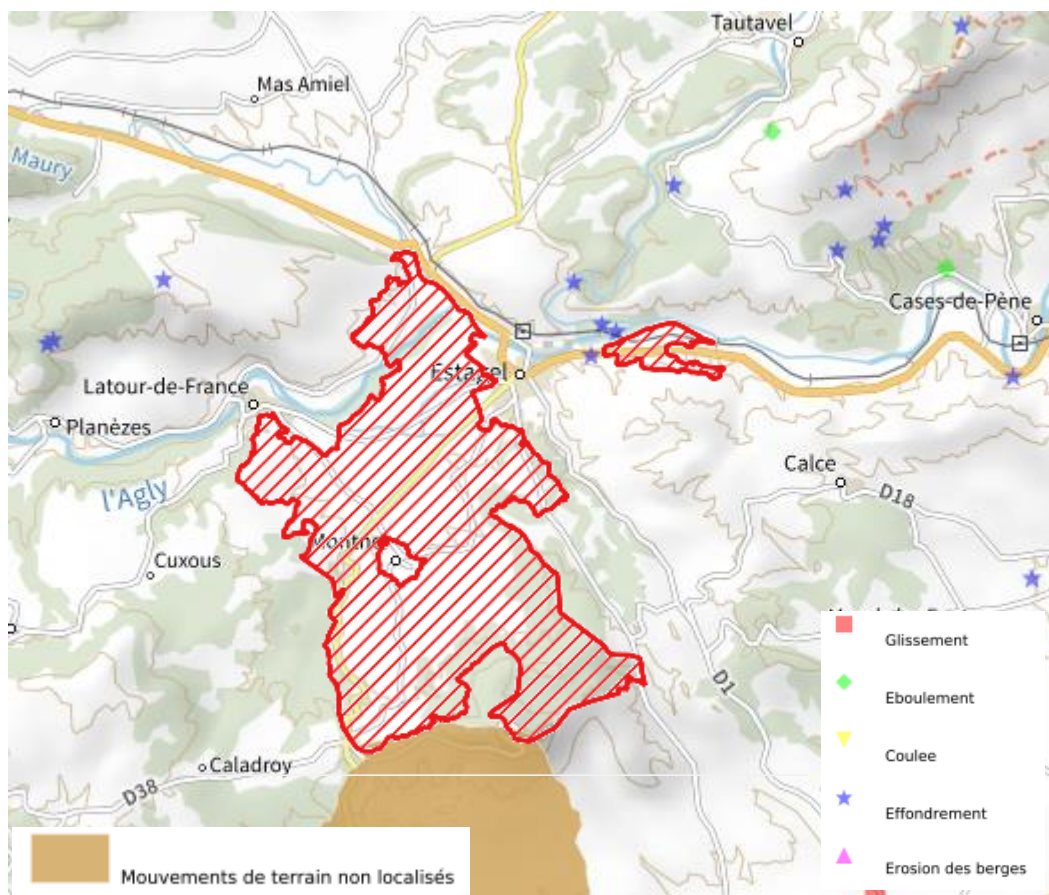 Tautavel
Mas Amiel
Maury
Cases-de-Pène
Estagel
Latour-de-France
Planèzes
Calce
l'Agly
D18
Cuxous
D1
Caladroy
D38
Glissement
Eboulement
Coulee
Effondrement
Erosion des berges
Mouvements de terrain non localisés